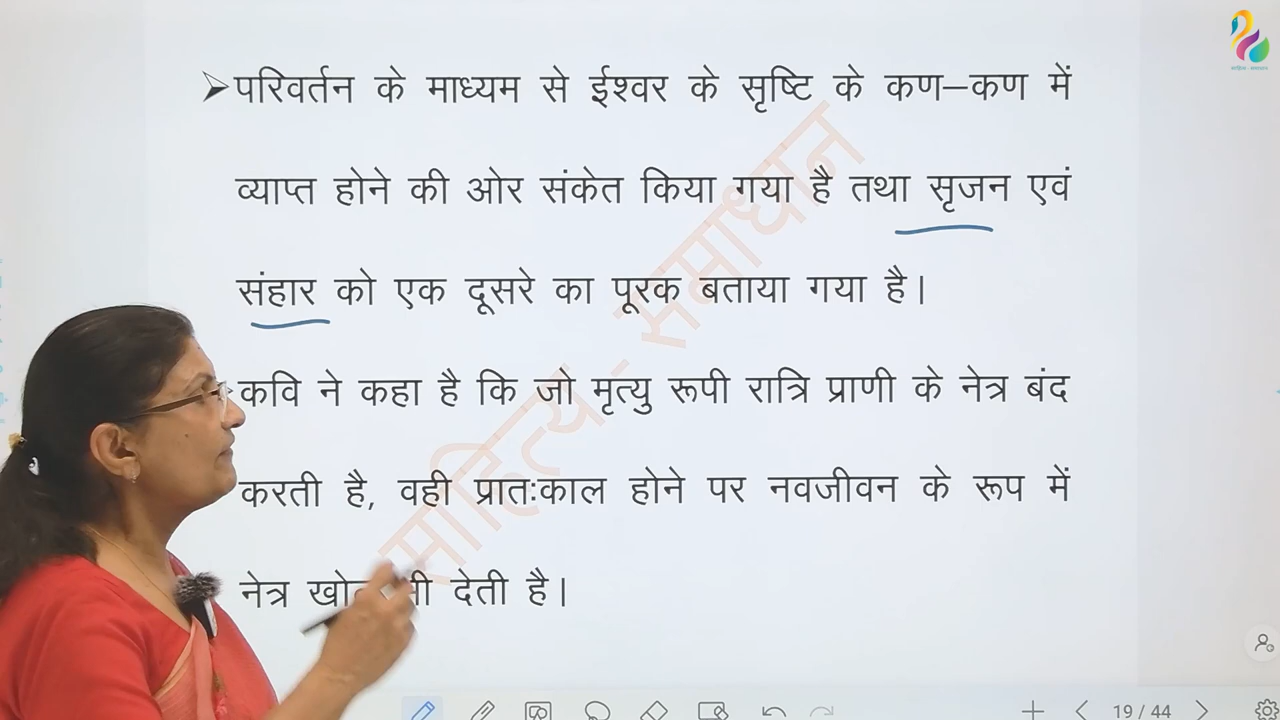 ➢परिवर्तन के माध्यम से ईश्वर के सृष्टि के कण–कण में
व्याप्त होने की ओर संकेत किया गया है तथा सृजन एवं
संहार को एक दूसरे का पूरक बताया गया है।
कवि ने कहा है कि जो मृत्यु रूपी रात्रि प्राणी के नेत्र बंद
करती है, वही प्रातःकाल होने पर नवजीवन के रूप में
नेत्र देती है।
साहित्य - समाधान
19 / 44